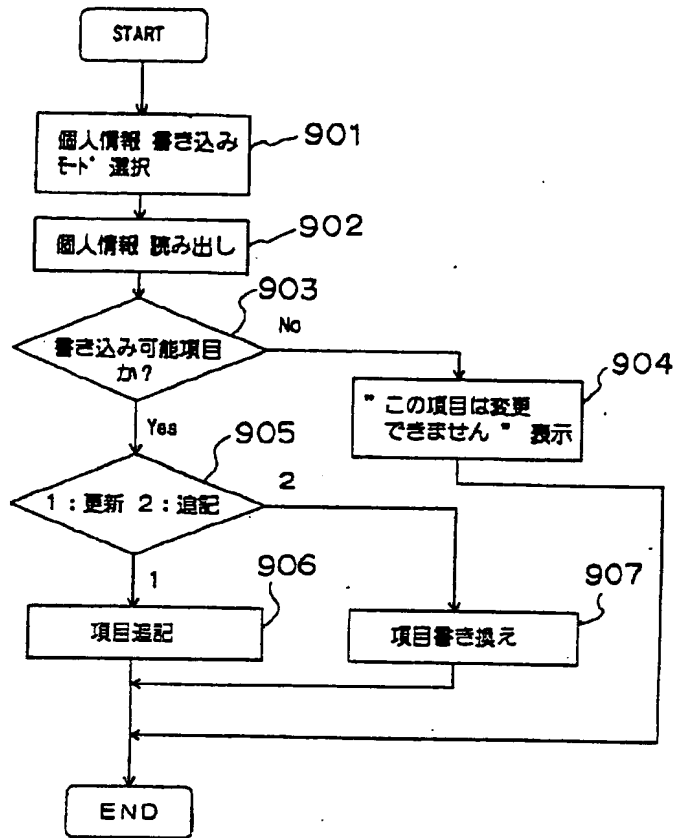 START
個人情報 書き込み
モード 選択
901
個人情報 読み出し
902
903
書き込み可能項目
か？
No
Yes
904
" この項目は変更
できません " 表示
905
1：更新 2：追記
2
1
906
項目追記
907
項目書き換え
END